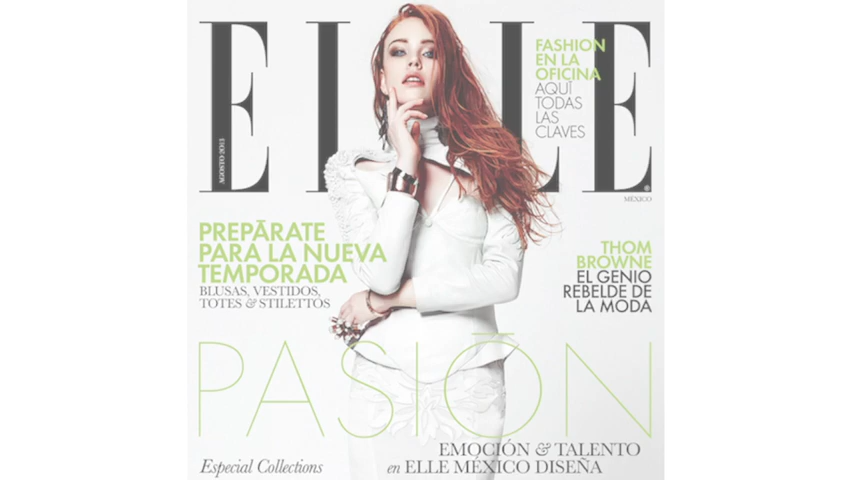 ELLE
AGOSTO 2013
MÉXICO
FASHION
EN LA
OFICINA
AQUÍ
TODAS
LAS
CLAVES
PREPĀRATE
PARA LA NUEVA
TEMPORADA
BLUSAS, VESTIDOS,
TOTES & STILETTOS
THOM
BROWNE
EL GENIO
REBELDE DE
LA MODA
PASIŌN
EMOCIÓN & TALENTO
en ELLE MÉXICO DISEÑA
Especial Collections